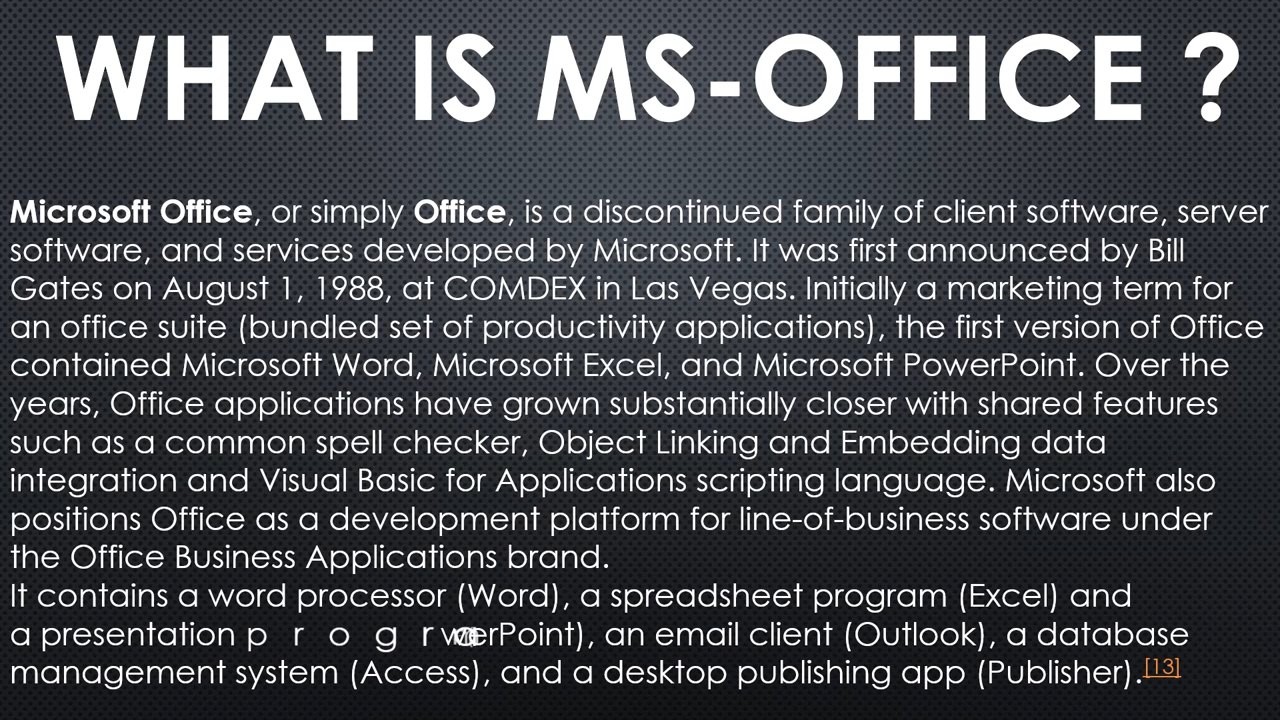 WHAT IS MS-OFFICE ?
Microsoft Office, or simply Office, is a discontinued family of client software, server
software, and services developed by Microsoft. It was first announced by Bill
Gates on August 1, 1988, at COMDEX in Las Vegas. Initially a marketing term for
an office suite (bundled set of productivity applications), the first version of Office
contained Microsoft Word, Microsoft Excel, and Microsoft PowerPoint. Over the
years, Office applications have grown substantially closer with shared features
such as a common spell checker, Object Linking and Embedding data
integration and Visual Basic for Applications scripting language. Microsoft also
positions Office as a development platform for line-of-business software under
the Office Business Applications brand.
It contains a word processor (Word), a spreadsheet program (Excel) and
a presentation an email client (Outlook), a database
management system (Access), and a desktop publishing app (Publisher).[13]